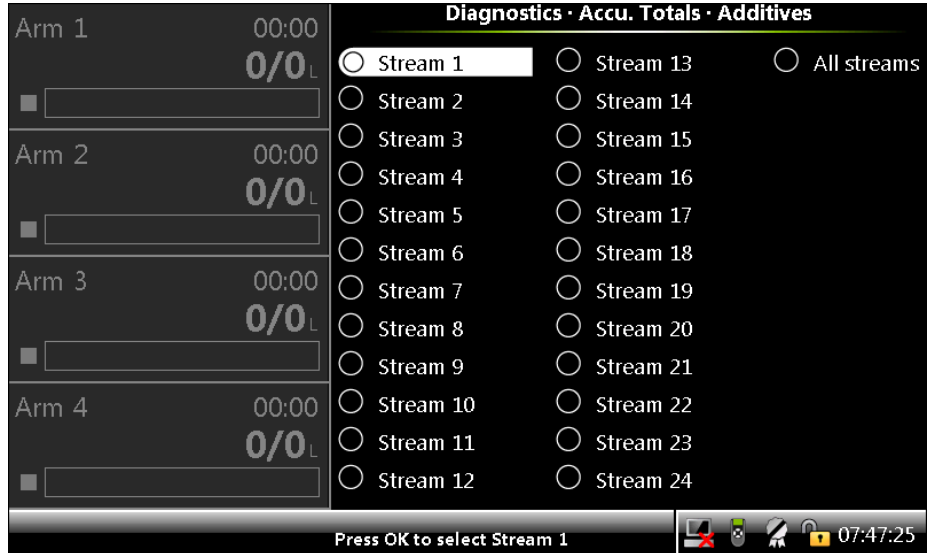 Arm 1 00:00
0/0 L
Arm 2 00:00
0/0 L
Arm 3 00:00
0/0 L
Arm 4 00:00
0/0 L
Diagnostics · Accu. Totals · Additives
Stream 1 Stream 13 All streams
Stream 2 Stream 14
Stream 3 Stream 15
Stream 4 Stream 16
Stream 5 Stream 17
Stream 6 Stream 18
Stream 7 Stream 19
Stream 8 Stream 20
Stream 9 Stream 21
Stream 10 Stream 22
Stream 11 Stream 23
Stream 12 Stream 24
Press OK to select Stream 1 07:47:25